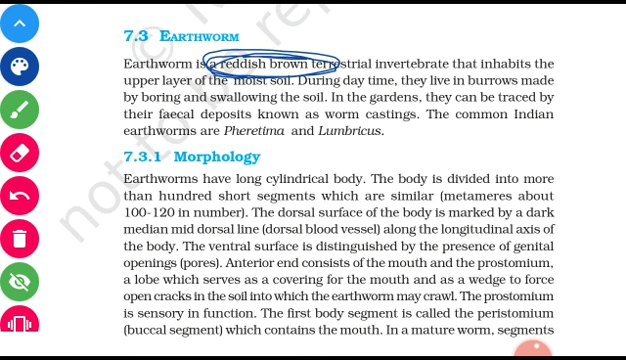 7.3 EARTHWORM
Earthworm is a reddish brown terrestrial invertebrate that inhabits the
upper layer of the moist soil. During day time, they live in burrows made
by boring and swallowing the soil. In the gardens, they can be traced by
their faecal deposits known as worm castings. The common Indian
earthworms are Pheretima and Lumbricus.
7.3.1 Morphology
Earthworms have long cylindrical body. The body is divided into more
than hundred short segments which are similar (metameres about
100-120 in number). The dorsal surface of the body is marked by a dark
median mid dorsal line (dorsal blood vessel) along the longitudinal axis of
the body. The ventral surface is distinguished by the presence of genital
openings (pores). Anterior end consists of the mouth and the prostomium,
a lobe which serves as a covering for the mouth and as a wedge to force
open cracks in the soil into which the earthworm may crawl. The prostomium
is sensory in function. The first body segment is called the peristomium
(buccal segment) which contains the mouth. In a mature worm, segments
not to be re